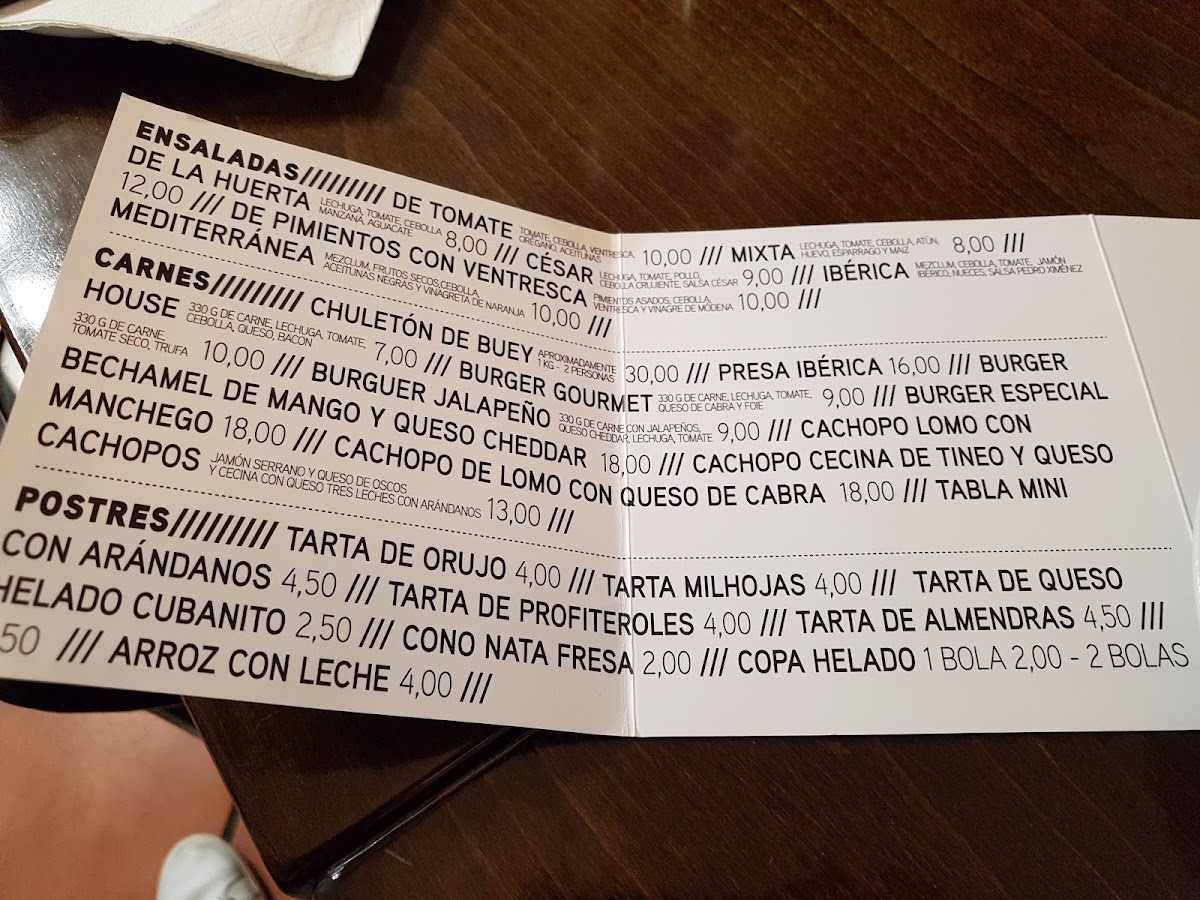 ENSALADAS///////// DE TOMATE TOMATE, CEBOLLA, VENTRESCA, ORÉGANO, ACEITUNAS 10,00 /// MIXTA LECHUGA, TOMATE, CEBOLLA, ATÚN, HUEVO, ESPARRAGO Y MAIZ 8,00 ///
DE LA HUERTA LECHUGA, TOMATE, CEBOLLA MANZANA, AGUACATE 8,00 /// CÉSAR LECHUGA, TOMATE, POLLO, CEBOLLA CRUJIENTE, SALSA CÉSAR 9,00 /// IBÉRICA MEZCLUM, CEBOLLA, TOMATE, JAMÓN IBÉRICO, NUECES, SALSA PEDRO XIMÉNEZ
12,00 /// DE PIMIENTOS CON VENTRESCA PIMIENTOS ASADOS, CEBOLLA, VENTRESCA Y VINAGRE DE MÓDENA 10,00 ///
MEDITERRÁNEA MEZCLUM, FRUTOS SECOS, CEBOLLA, ACEITUNAS NEGRAS Y VINAGRETA DE NARANJA 10,00 ///
CARNES///////// CHULETÓN DE BUEY APROXIMADAMENTE 1 KG - 2 PERSONAS 30,00 /// PRESA IBÉRICA 16,00 /// BURGER
HOUSE 330 G DE CARNE, LECHUGA, TOMATE, CEBOLLA, QUESO, BACON 7,00 /// BURGER GOURMET 330 G DE CARNE, LECHUGA, TOMATE, QUESO DE CABRA Y FOIE 9,00 /// BURGER ESPECIAL
330 G DE CARNE, TOMATE SECO, TRUFA 10,00 /// BURGUER JALAPEÑO 330 G DE CARNE CON JALAPEÑOS, QUESO CHEDDAR, LECHUGA, TOMATE 9,00 /// CACHOPO LOMO CON
BECHAMEL DE MANGO Y QUESO CHEDDAR 18,00 /// CACHOPO CECINA DE TINEO Y QUESO
MANCHEGO 18,00 /// CACHOPO DE LOMO CON QUESO DE CABRA 18,00 /// TABLA MINI
CACHOPOS JAMÓN SERRANO Y QUESO DE OSCOS Y CECINA CON QUESO TRES LECHES CON ARÁNDANOS 13,00 ///
POSTRES///////// TARTA DE ORUJO 4,00 /// TARTA MILHOJAS 4,00 /// TARTA DE QUESO
CON ARÁNDANOS 4,50 /// TARTA DE PROFITEROLES 4,00 /// TARTA DE ALMENDRAS 4,50 ///
HELADO CUBANITO 2,50 /// CONO NATA FRESA 2,00 /// COPA HELADO 1 BOLA 2,00 - 2 BOLAS
50 /// ARROZ CON LECHE 4,00 ///